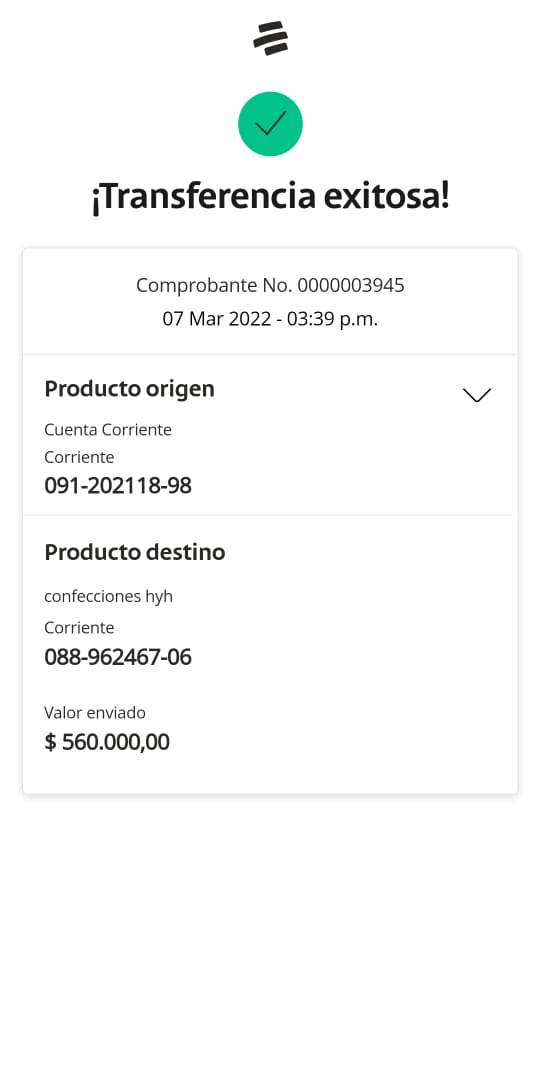 ¡Transferencia exitosa!
Comprobante No. 0000003945
07 Mar 2022 - 03:39 p.m.
Producto origen
Cuenta Corriente
Corriente
091-202118-98
Producto destino
confecciones hyh
Corriente
088-962467-06
Valor enviado
$ 560.000,00